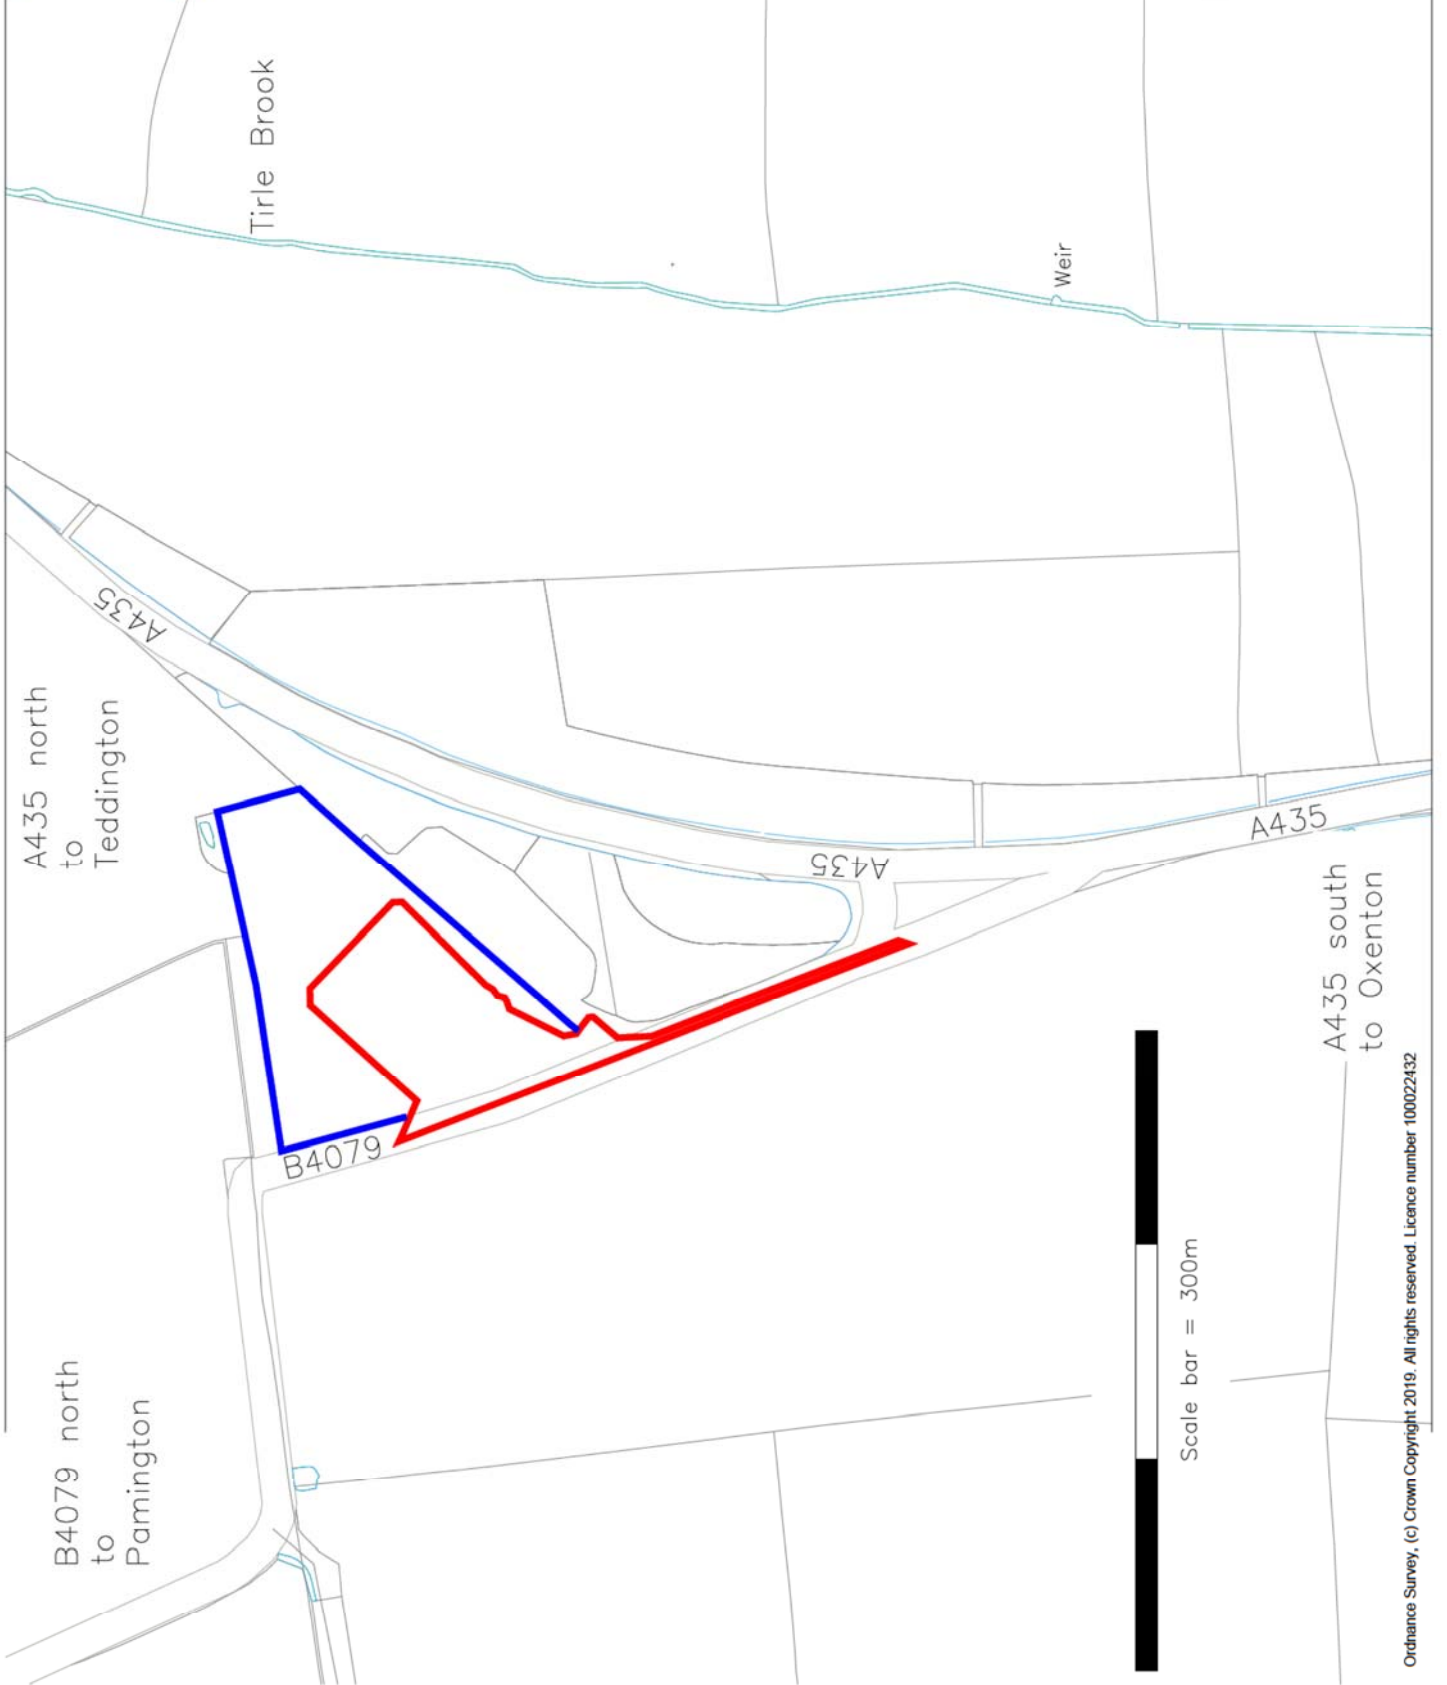 B4079 north
to
Pamington
A435 north
to
Teddington
Tirle Brook
A435
B4079
A435
Weir
A435
A435 south
to Oxenton
Scale bar = 300m
Ordnance Survey, (c) Crown Copyright 2019. All rights reserved. Licence number 100022432